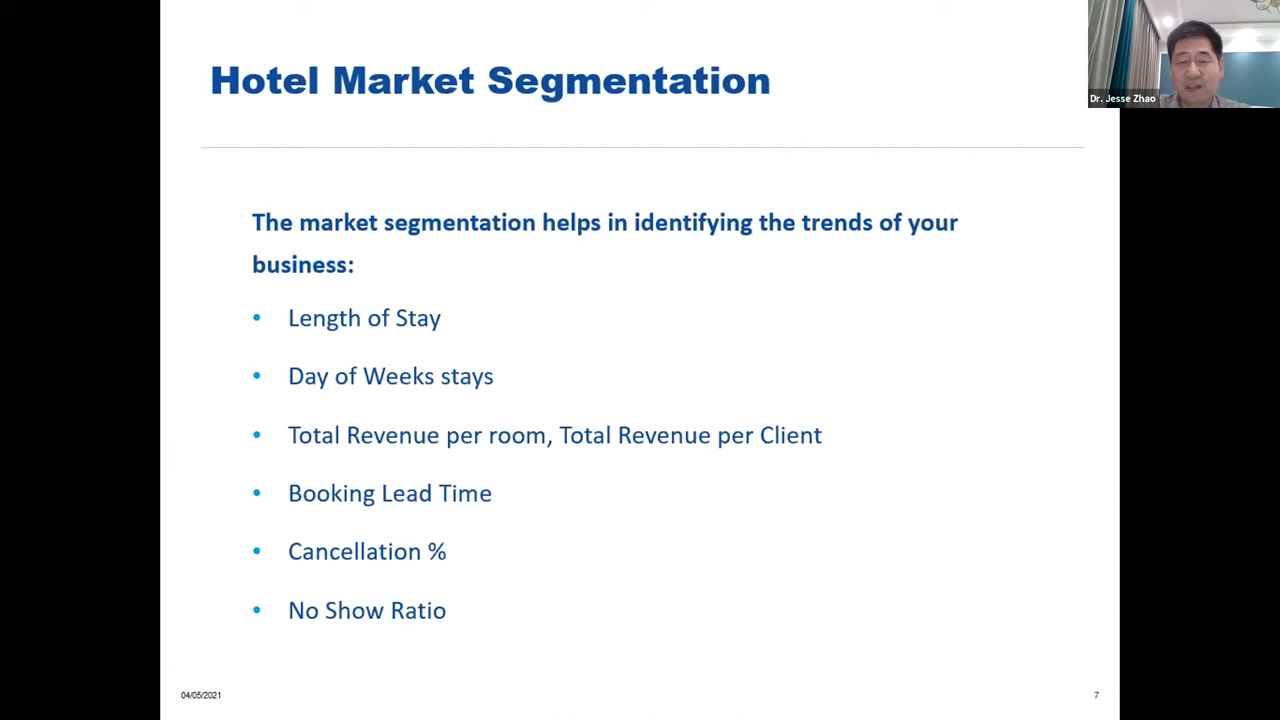 Hotel Market Segmentation
Dr. Jesse Zhao
The market segmentation helps in identifying the trends of your
business:
• Length of Stay
• Day of Weeks stays
• Total Revenue per room, Total Revenue per Client
• Booking Lead Time
• Cancellation %
• No Show Ratio
04/05/2021
7